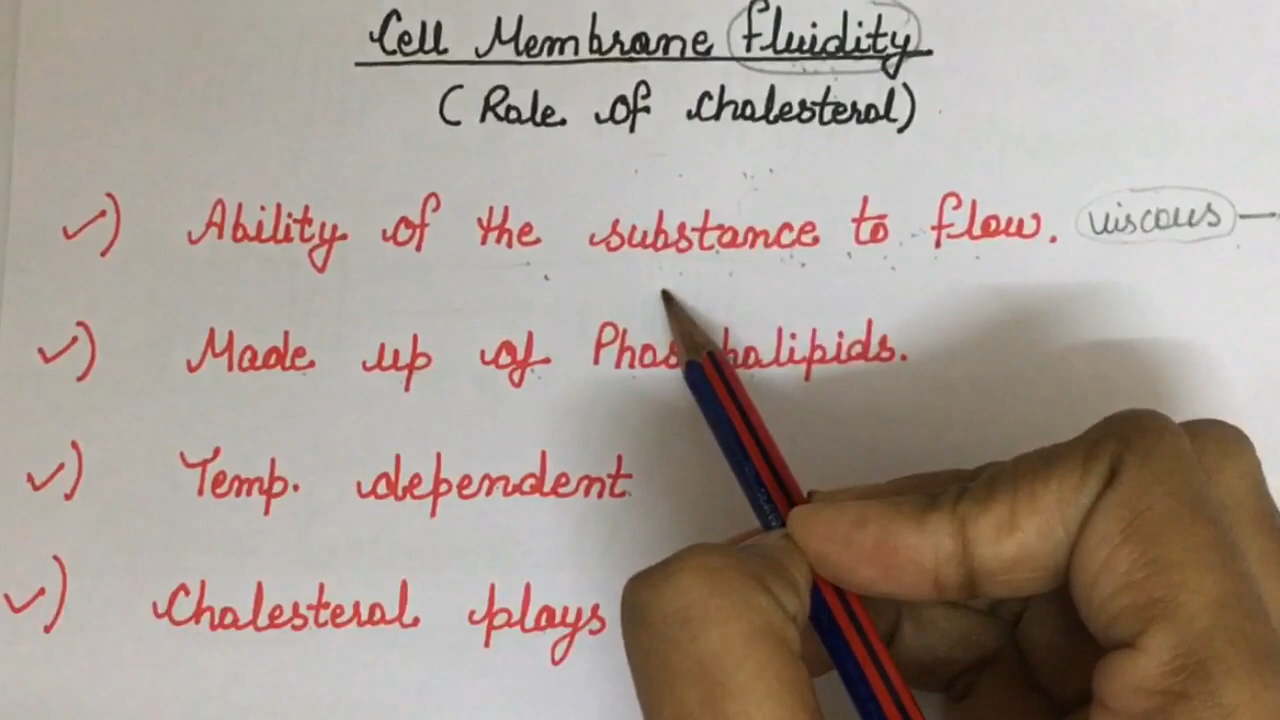 Cell Membrane fluidity
(Role of Cholesterol)
Ability of the substance to flow. viscous
Made up of Phospholipids.
Temp. dependent
Cholesterol plays